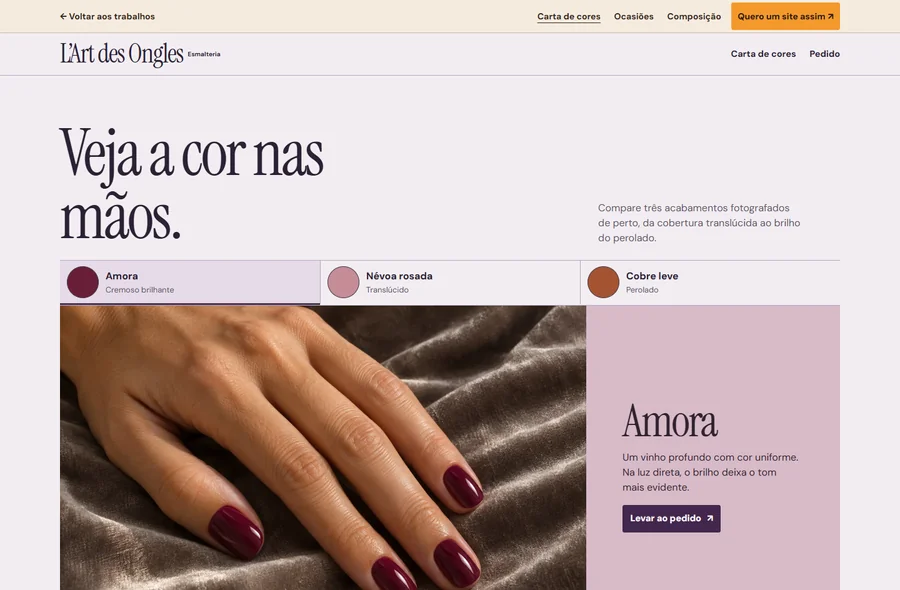 ← Voltar aos trabalhos
Carta de cores Ocasiões Composição Quero um site assim ↗
L'Art des Ongles Esmalteria
Carta de cores Pedido
Veja a cor nas
mãos.
Compare três acabamentos fotografados
de perto, da cobertura translúcida ao brilho
do perolado.
Amora
Cremoso brilhante
Névoa rosada
Translúcido
Cobre leve
Perolado
Amora
Um vinho profundo com cor uniforme.
Na luz direta, o brilho deixa o tom
mais evidente.
Levar ao pedido ↗